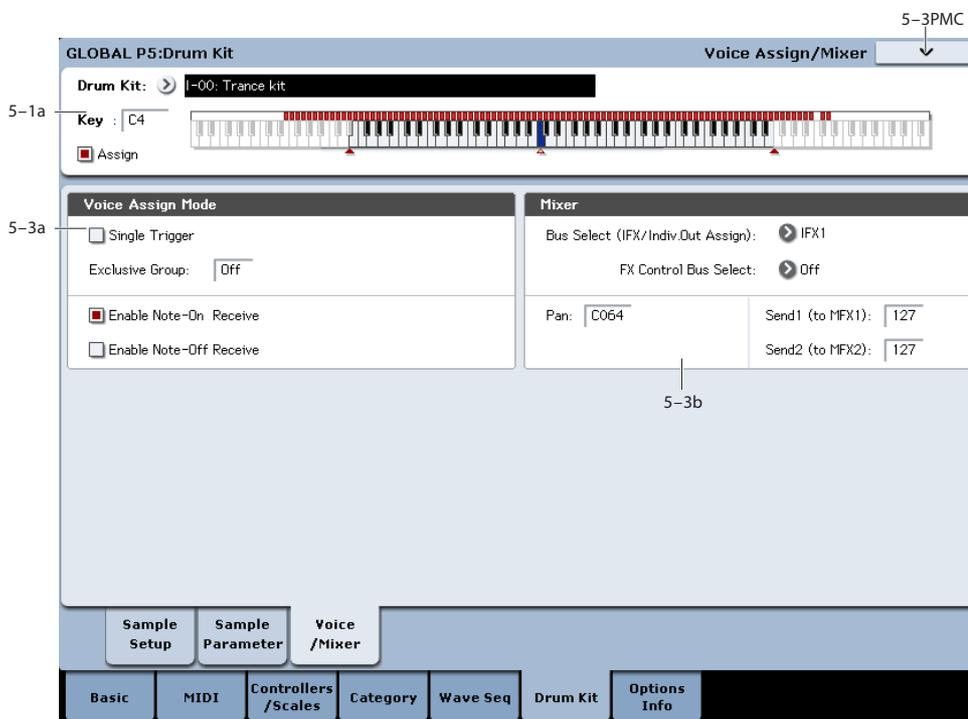 5–3PMC
GLOBAL P5:Drum Kit
Voice Assign/Mixer
Drum Kit:
I-00: Trance kit
5–1a
Key : C4
Assign
Voice Assign Mode
Mixer
5–3a
Single Trigger
Bus Select (IFX/Indiv.Out Assign):
IFX1
Exclusive Group: Off
FX Control Bus Select:
Off
Enable Note-On Receive
Pan: C064
Send1 (to MFX1): 127
Enable Note-Off Receive
Send2 (to MFX2): 127
5–3b
Sample
Setup
Sample
Parameter
Voice
/Mixer
Basic
MIDI
Controllers
/Scales
Category
Wave Seq
Drum Kit
Options
Info